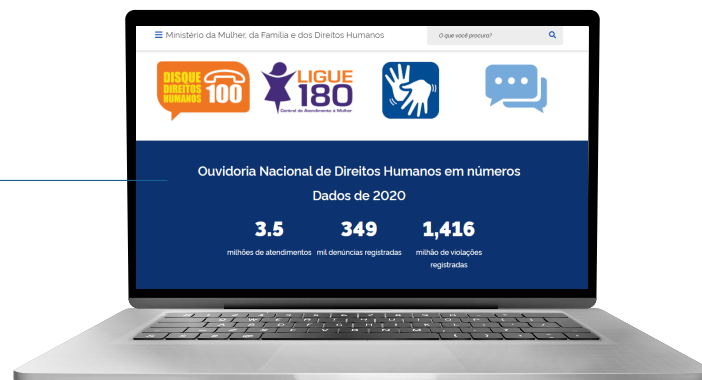 Ministério da Mulher, da Família e dos Direitos Humanos
O que você procura?
DISQUE
DIREITOS
HUMANOS
100
LIGUE
180
Central de Atendimento à Mulher
Ouvidoria Nacional de Direitos Humanos em números
Dados de 2020
3.5
349
1,416
milhões de atendimentos
mil denúncias registradas
milhão de violações
registradas